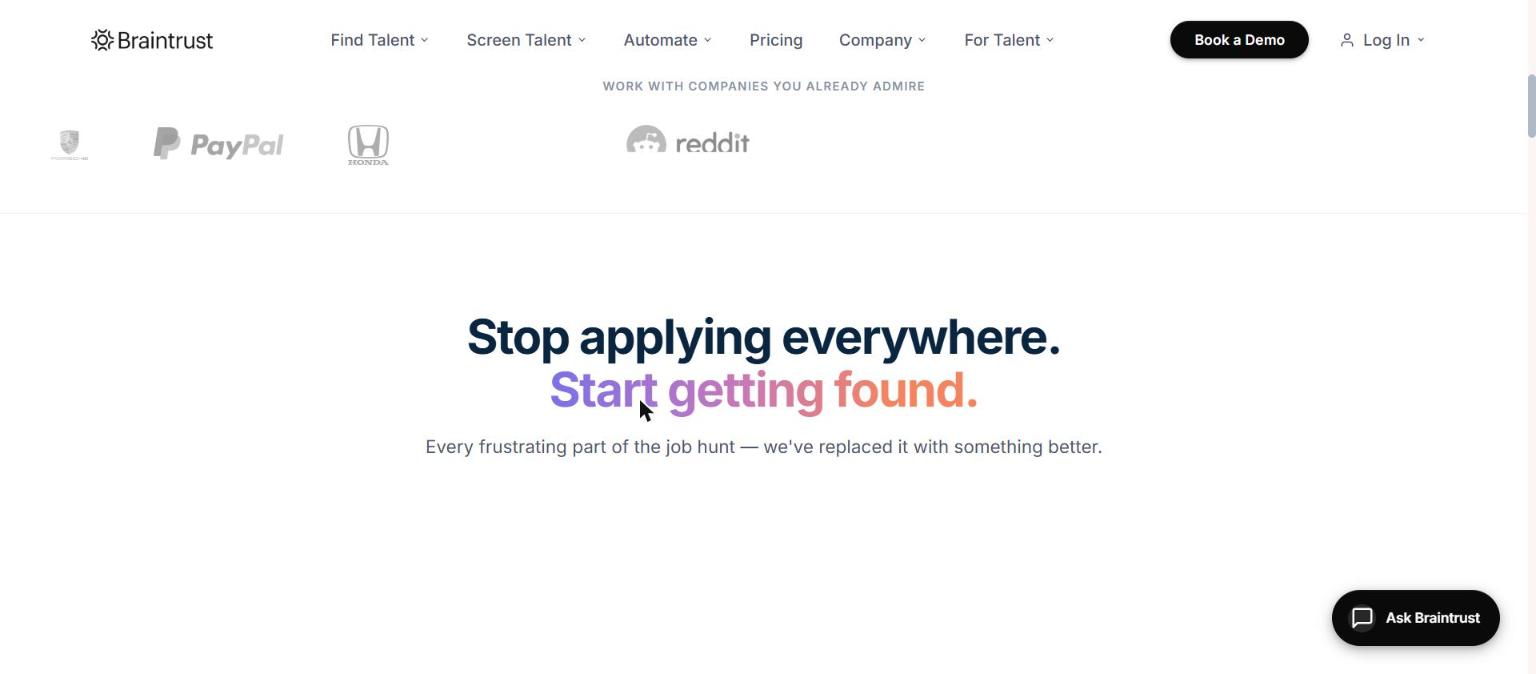 Braintrust
Find Talent
Screen Talent
Automate
Pricing
Company
For Talent
Book a Demo
Log In
WORK WITH COMPANIES YOU ALREADY ADMIRE
PORSCHE
PayPal
HONDA
reddit
Stop applying everywhere.
Start getting found.
Every frustrating part of the job hunt — we've replaced it with something better.
Ask Braintrust